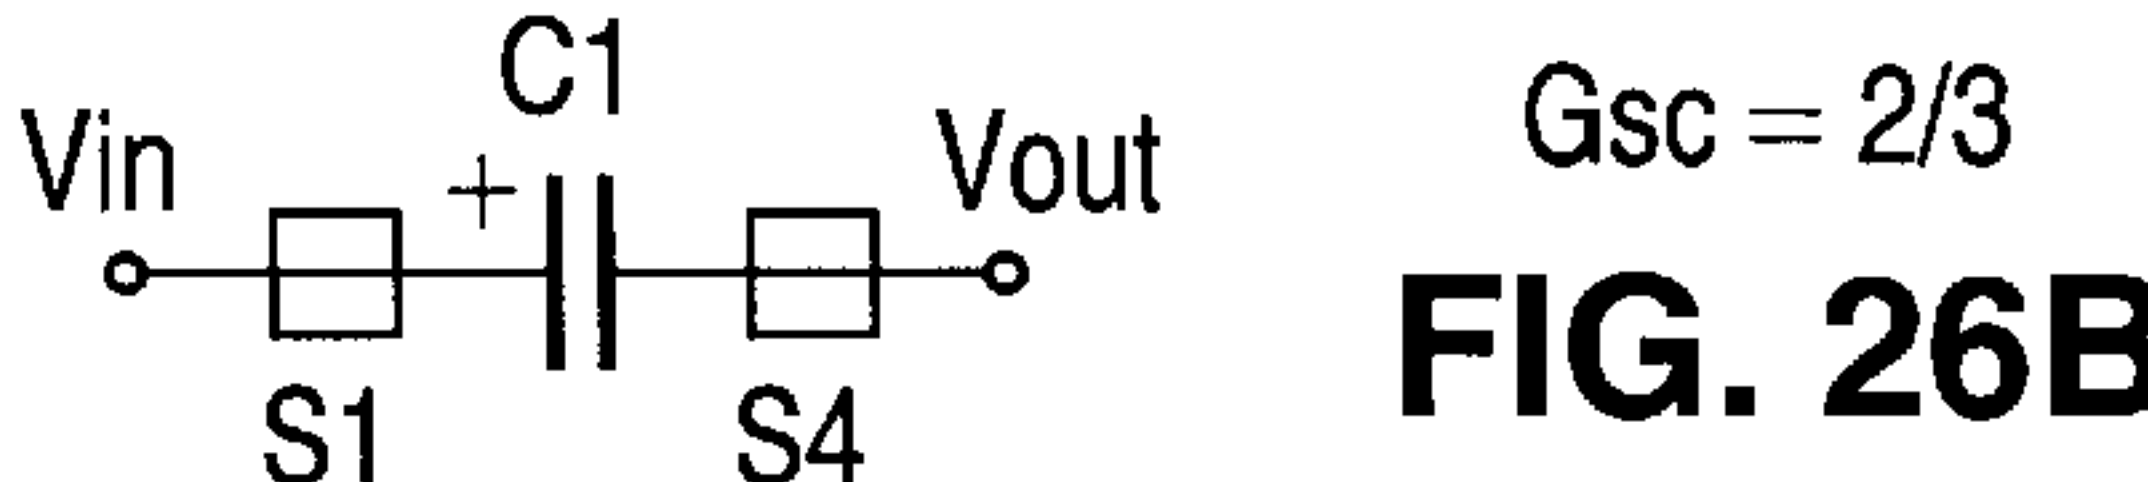 C1
Vin
+
Vout
S1
S4
Gsc = 2/3
FIG. 26B